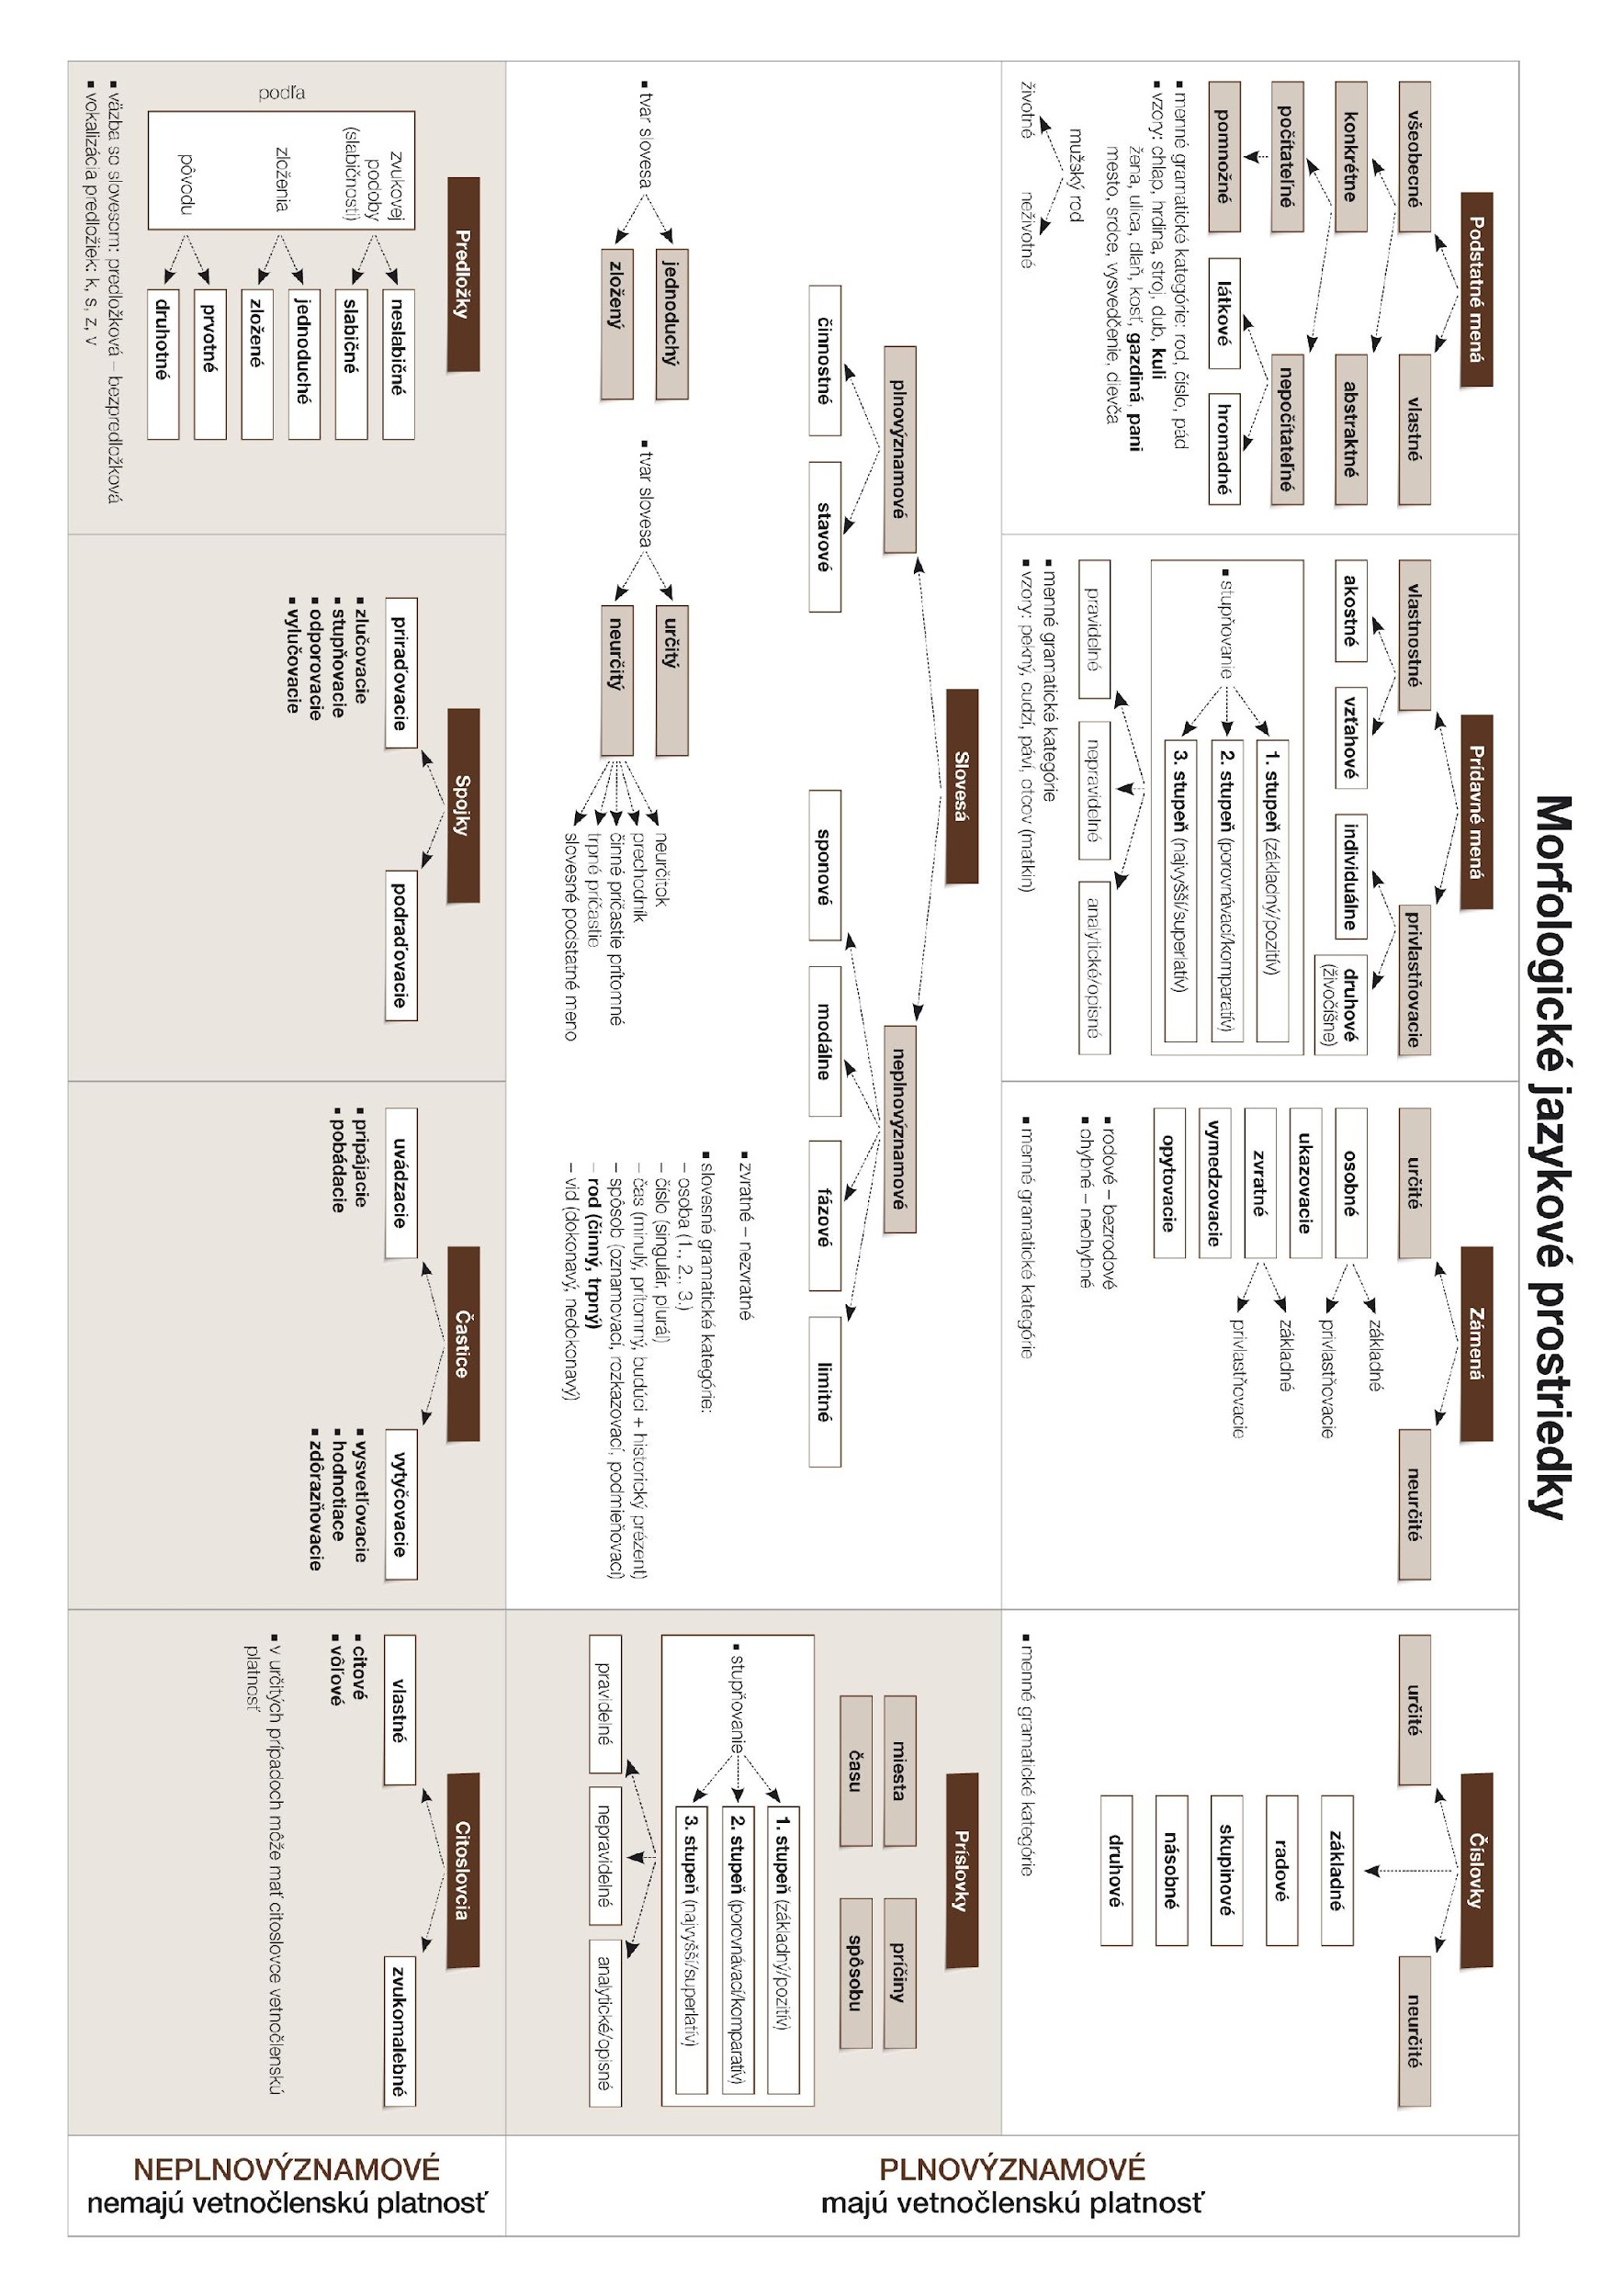 Morfologické jazykové prostriedky
Podstatné mená
všeobecné
vlastné
konkrétne
abstraktné
počítateľné
nepočítateľné
pomnožné
látkové
hromadné
▪ menné gramatické kategórie: rod, číslo, pád
▪ vzory: chlap, hrdina, stroj, dub, kuli
žena, ulica, dlaň, kosť, gazdiná, pani
mesto, srdce, vysvedčenie, dievča
mužský rod
životné
neživotné
Prídavné mená
vlastnostné
privlastňovacie
akostné
vzťahové
individuálne
druhové
(živočíšne)
▪ stupňovanie
1. stupeň (základný/pozitív)
2. stupeň (porovnávací/komparatív)
3. stupeň (najvyšší/superlatív)
pravidelné
nepravidelné
analytické/opisné
▪ menné gramatické kategórie
▪ vzory: pekný, cudzí, páví, otcov (matkin)
Zámená
určité
neurčité
osobné
základné
privlastňovacie
ukazovacie
zvratné
základné
privlastňovacie
vymedzovacie
opytovacie
▪ rodové – bezrodové
▪ ohybné – neohybné
▪ menné gramatické kategórie
Číslovky
určité
neurčité
základné
radové
skupinové
násobné
druhové
▪ menné gramatické kategórie
Slovesá
plnovýznamové
neplnovýznamové
činnostné
stavové
sponové
modálne
fázové
limitné
▪ tvar slovesa
jednoduchý
zložený
▪ tvar slovesa
určitý
neurčitý
neurčitok
prechodník
činné príčastie prítomné
trpné príčastie
slovesné podstatné meno
▪ zvratné – nezvratné
▪ slovesné gramatické kategórie:
– osoba (1., 2., 3.)
– číslo (singulár, plurál)
– čas (minulý, prítomný, budúci + historický prézent)
– spôsob (oznamovací, rozkazovací, podmieňovací)
– rod (činný, trpný)
– vid (dokonavý, nedokonavý)
Príslovky
miesta
príčiny
času
spôsobu
▪ stupňovanie
1. stupeň (základný/pozitív)
2. stupeň (porovnávací/komparatív)
3. stupeň (najvyšší/superlatív)
pravidelné
nepravidelné
analytické/opisné
PLNOVÝZNAMOVÉ
majú vetnočlenskú platnosť
Predložky
podľa
zvukovej
podoby
(slabičnosti)
neslabičné
slabičné
zloženia
jednoduché
zložené
pôvodu
prvotné
druhotné
▪ väzba so slovesom: predložková – bezpredložková
▪ vokalizácia predložiek: k, s, z, v
Spojky
priraďovacie
podraďovacie
▪ zlučovacie
▪ stupňovacie
▪ odporovacie
▪ vylučovacie
Častice
uvádzacie
vytyčovacie
▪ pripájacie
▪ pobádacie
▪ vysvetľovacie
▪ hodnotiace
▪ zdôrazňovacie
Citoslovcia
vlastné
zvukomalebné
▪ citové
▪ vôľové
▪ v určitých prípadoch môže mať citoslovce vetnočlenskú
platnosť
NEPLNOVÝZNAMOVÉ
nemajú vetnočlenskú platnosť